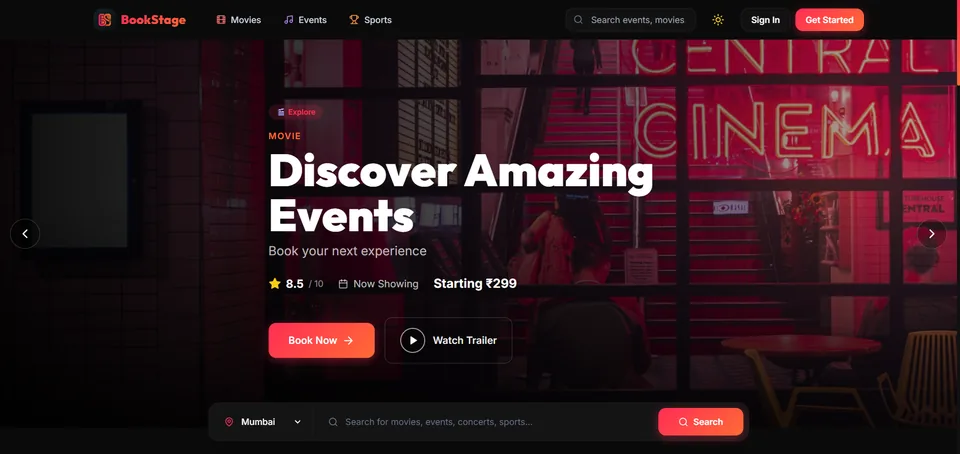 BookStage
Movies
Events
Sports
Search events, movies
Sign In
Get Started
CENTRAL
CINEMA
Explore
MOVIE
Discover Amazing
Events
Book your next experience
8.5 / 10
Now Showing
Starting ₹299
Book Now
Watch Trailer
CENTRAL
Mumbai
Search for movies, events, concerts, sports...
Search